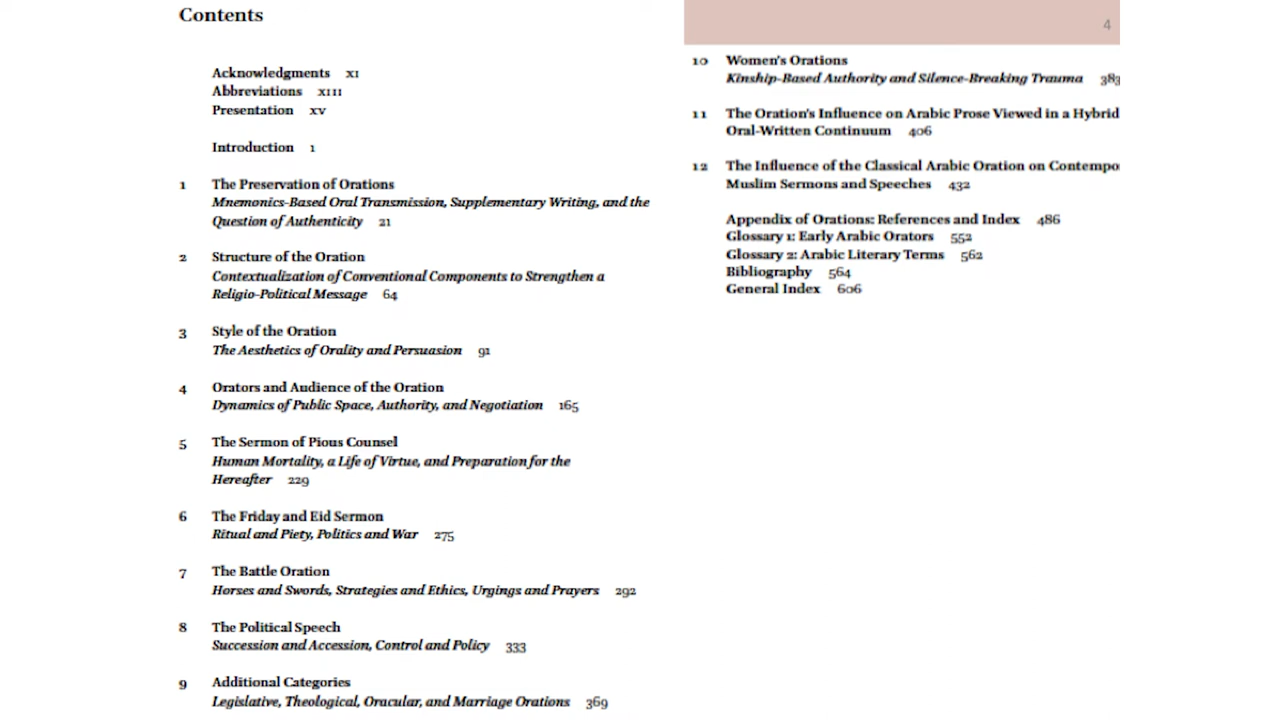 Contents
Acknowledgments XI
Abbreviations XIII
Presentation XV
Introduction 1
1 The Preservation of Orations
Mnemonics-Based Oral Transmission, Supplementary Writing, and the
Question of Authenticity 21
2 Structure of the Oration
Contextualization of Conventional Components to Strengthen a
Religio-Political Message 64
3 Style of the Oration
The Aesthetics of Orality and Persuasion 91
4 Orators and Audience of the Oration
Dynamics of Public Space, Authority, and Negotiation 165
5 The Sermon of Pious Counsel
Human Mortality, a Life of Virtue, and Preparation for the
Hereafter 229
6 The Friday and Eid Sermon
Ritual and Piety, Politics and War 275
7 The Battle Oration
Horses and Swords, Strategies and Ethics, Urgings and Prayers 292
8 The Political Speech
Succession and Accession, Control and Policy 333
9 Additional Categories
Legislative, Theological, Oracular, and Marriage Orations 369
4
10 Women's Orations
Kinship-Based Authority and Silence-Breaking Trauma 383
11 The Oration's Influence on Arabic Prose Viewed in a Hybrid
Oral-Written Continuum 406
12 The Influence of the Classical Arabic Oration on Contempo
Muslim Sermons and Speeches 432
Appendix of Orations: References and Index 486
Glossary 1: Early Arabic Orators 552
Glossary 2: Arabic Literary Terms 562
Bibliography 564
General Index 606